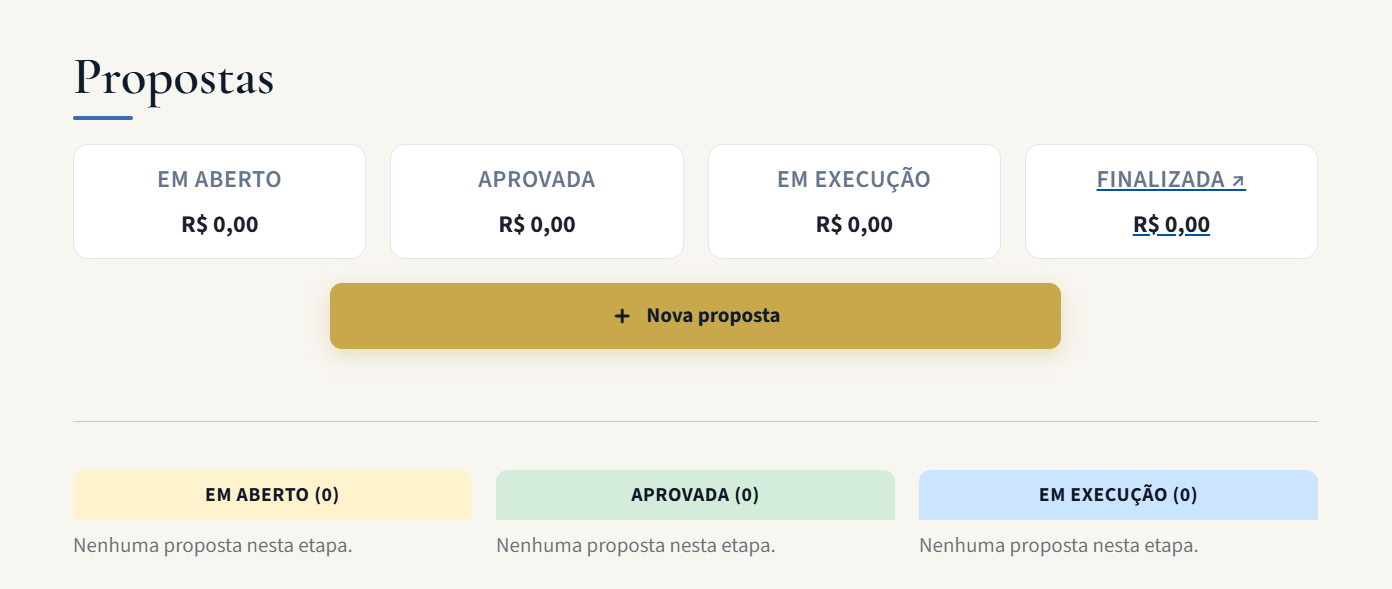 Propostas
EM ABERTO
R$ 0,00
APROVADA
R$ 0,00
EM EXECUÇÃO
R$ 0,00
FINALIZADA ↗
R$ 0,00
+ Nova proposta
EM ABERTO (0)
Nenhuma proposta nesta etapa.
APROVADA (0)
Nenhuma proposta nesta etapa.
EM EXECUÇÃO (0)
Nenhuma proposta nesta etapa.